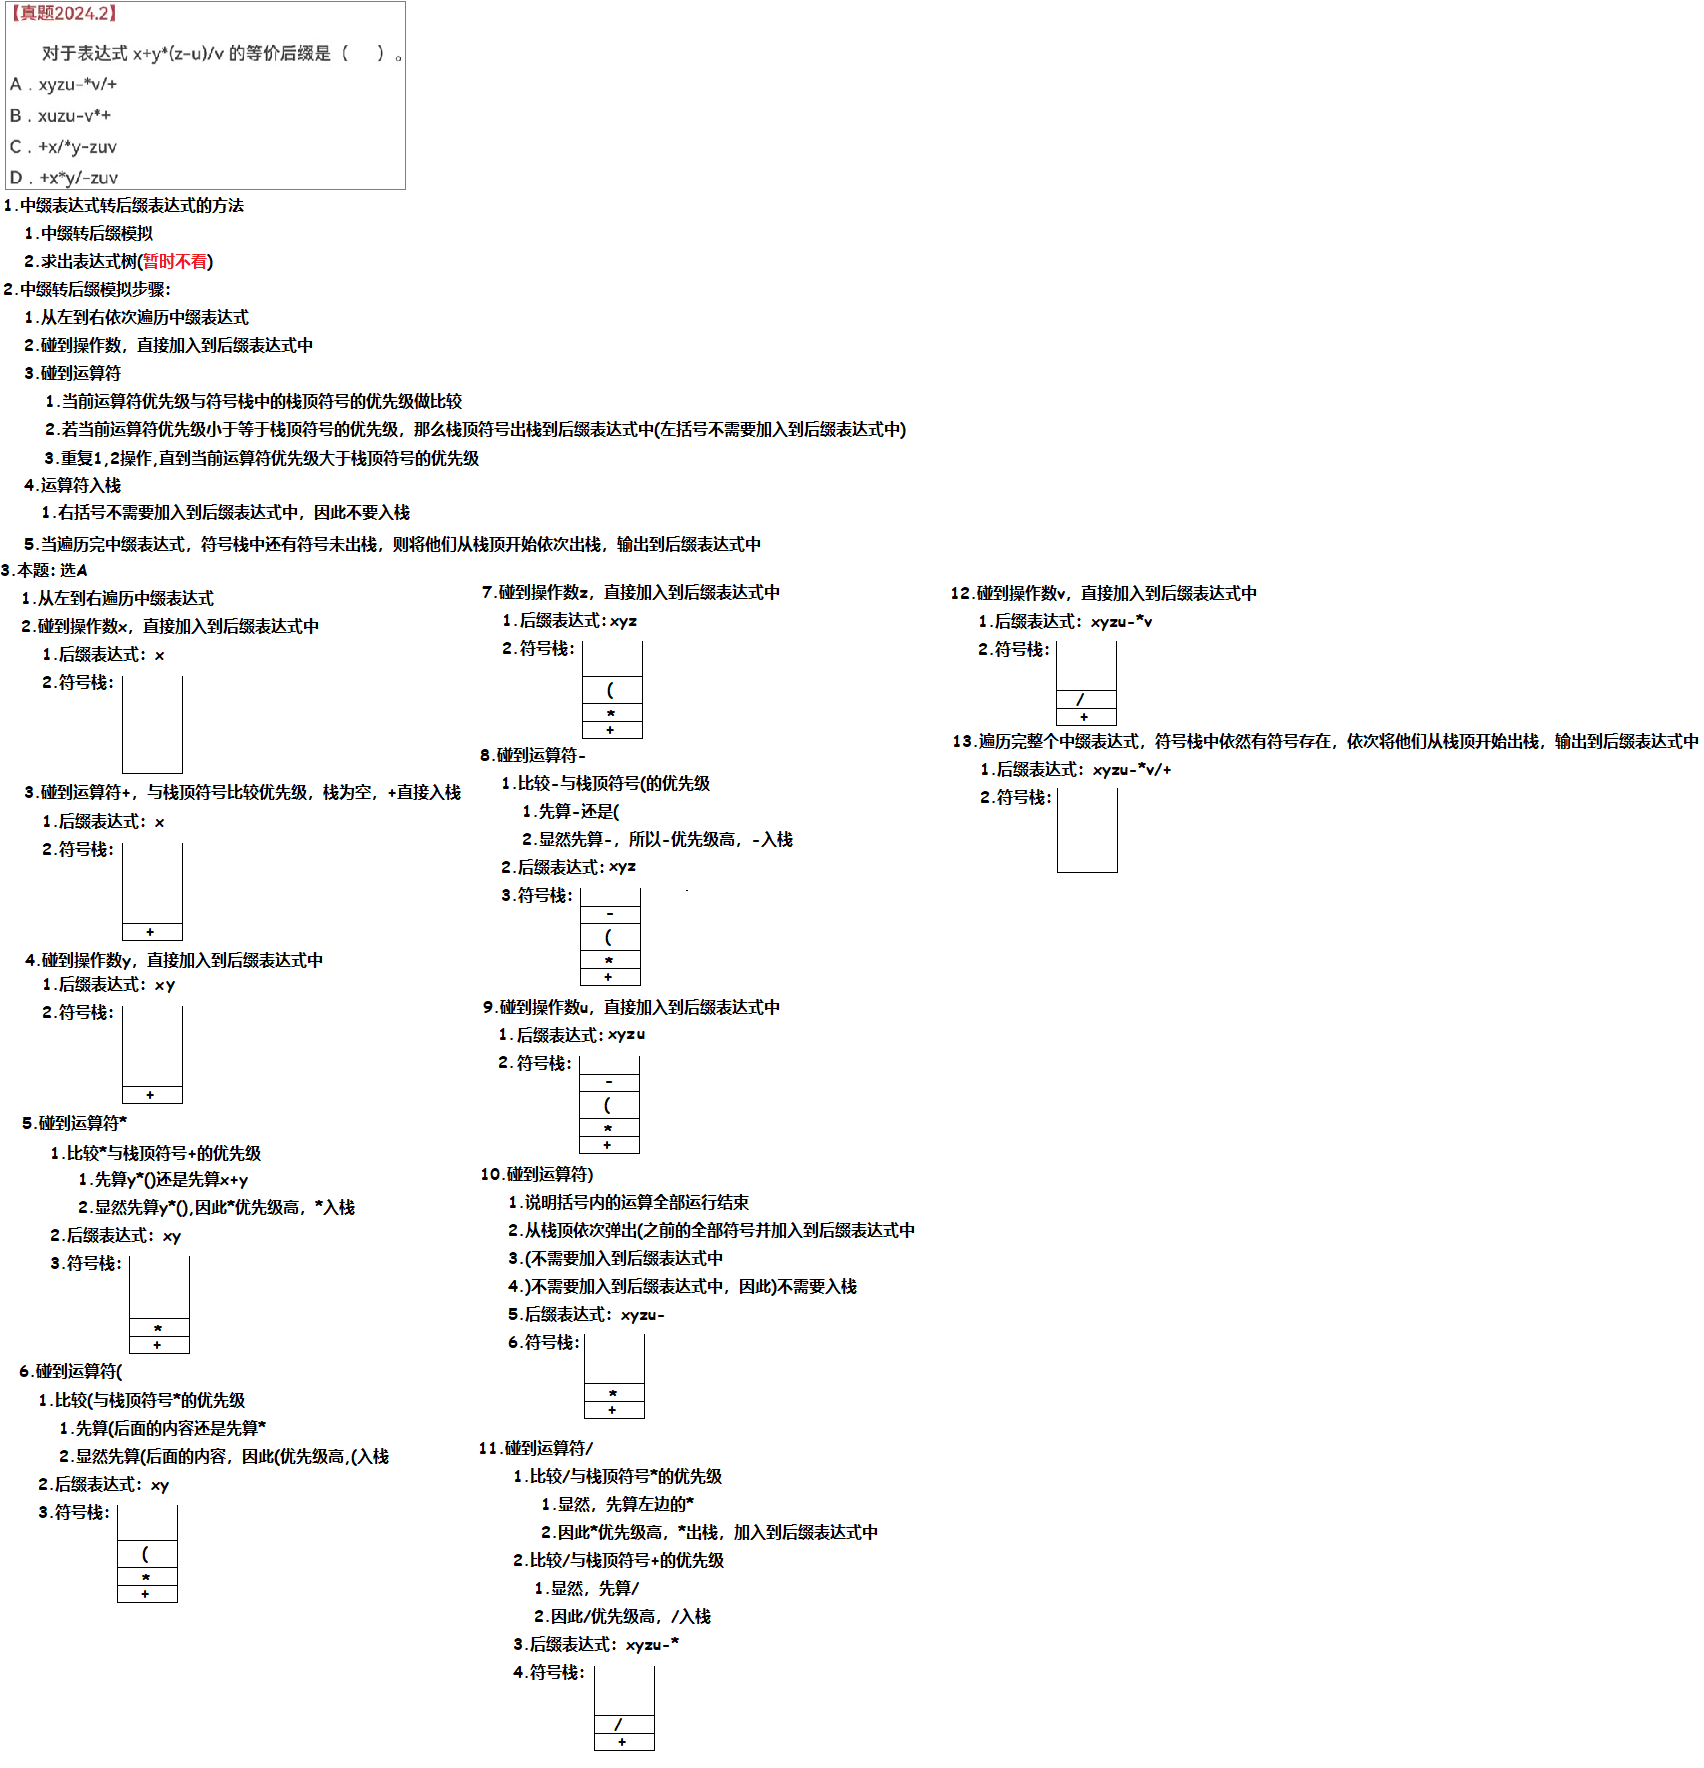 【真题2024.2】
对于表达式 x+y*(z-u)/v 的等价后缀是（ ）。
A．xyzu-*v/+
B．xuzu-v*+
C．+x/*y-zuv
D．+x*y/-zuv
1.中缀表达式转后缀表达式的方法
1.中缀转后缀模拟
2.求出表达式树(暂时不看)
2.中缀转后缀模拟步骤:
1.从左到右依次遍历中缀表达式
2.碰到操作数，直接加入到后缀表达式中
3.碰到运算符
1.当前运算符优先级与符号栈中的栈顶符号的优先级做比较
2.若当前运算符优先级小于等于栈顶符号的优先级，那么栈顶符号出栈到后缀表达式中(左括号不需要加入到后缀表达式中)
3.重复1,2操作,直到当前运算符优先级大于栈顶符号的优先级
4.运算符入栈
1.右括号不需要加入到后缀表达式中，因此不要入栈
5.当遍历完中缀表达式，符号栈中还有符号未出栈，则将他们从栈顶开始依次出栈，输出到后缀表达式中
3.本题: 选A
1.从左到右遍历中缀表达式
2.碰到操作数x，直接加入到后缀表达式中
1.后缀表达式：x
2.符号栈:
3.碰到运算符+，与栈顶符号比较优先级，栈为空，+直接入栈
1.后缀表达式：x
2.符号栈:
+
4.碰到操作数y，直接加入到后缀表达式中
1.后缀表达式：xy
2.符号栈:
+
5.碰到运算符*
1.比较*与栈顶符号+的优先级
1.先算y*()还是先算x+y
2.显然先算y*(),因此*优先级高，*入栈
2.后缀表达式：xy
3.符号栈:
*
+
6.碰到运算符(
1.比较(与栈顶符号*的优先级
1.先算(后面的内容还是先算*
2.显然先算(后面的内容，因此(优先级高,(入栈
2.后缀表达式：xy
3.符号栈:
(
*
+
7.碰到操作数z，直接加入到后缀表达式中
1.后缀表达式:xyz
2.符号栈:
(
*
+
8.碰到运算符-
1.比较-与栈顶符号(的优先级
1.先算-还是(
2.显然先算-，所以-优先级高，-入栈
2.后缀表达式:xyz
3.符号栈:
-
(
*
+
9.碰到操作数u，直接加入到后缀表达式中
1.后缀表达式:xyzu
2.符号栈:
-
(
*
+
10.碰到运算符)
1.说明括号内的运算全部运行结束
2.从栈顶依次弹出(之前的全部符号并加入到后缀表达式中
3.(不需要加入到后缀表达式中
4.)不需要加入到后缀表达式中，因此)不需要入栈
5.后缀表达式：xyzu-
6.符号栈:
*
+
11.碰到运算符/
1.比较/与栈顶符号*的优先级
1.显然，先算左边的*
2.因此*优先级高，*出栈，加入到后缀表达式中
2.比较/与栈顶符号+的优先级
1.显然，先算/
2.因此/优先级高，/入栈
3.后缀表达式：xyzu-*
4.符号栈:
/
+
12.碰到操作数v，直接加入到后缀表达式中
1.后缀表达式：xyzu-*v
2.符号栈:
/
+
13.遍历完整个中缀表达式，符号栈中依然有符号存在，依次将他们从栈顶开始出栈，输出到后缀表达式中
1.后缀表达式：xyzu-*v/+
2.符号栈: